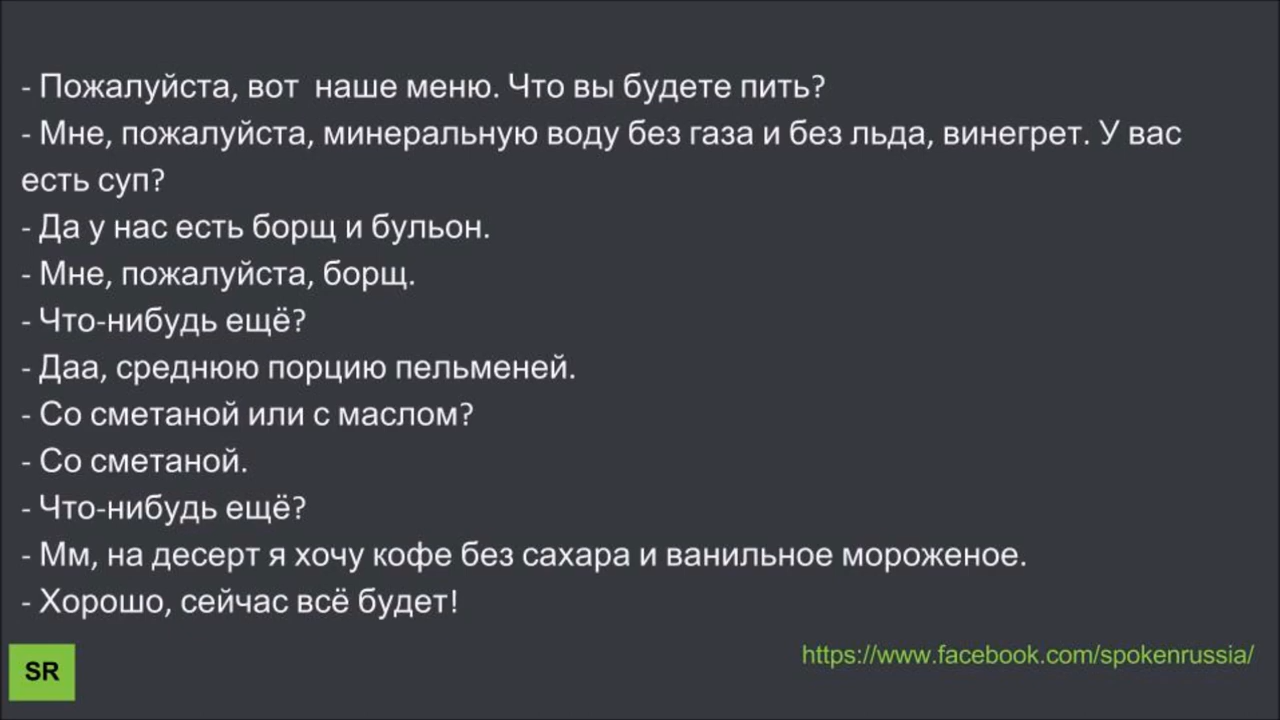 - Пожалуйста, вот  наше меню. Что вы будете пить?
- Мне, пожалуйста, минеральную воду без газа и без льда, винегрет. У вас
есть суп?
- Да у нас есть борщ и бульон.
- Мне, пожалуйста, борщ.
- Что-нибудь ещё?
- Даа, среднюю порцию пельменей.
- Со сметаной или с маслом?
- Со сметаной.
- Что-нибудь ещё?
- Мм, на десерт я хочу кофе без сахара и ванильное мороженое.
- Хорошо, сейчас всё будет!
https://www.facebook.com/spokenrussia/
SR